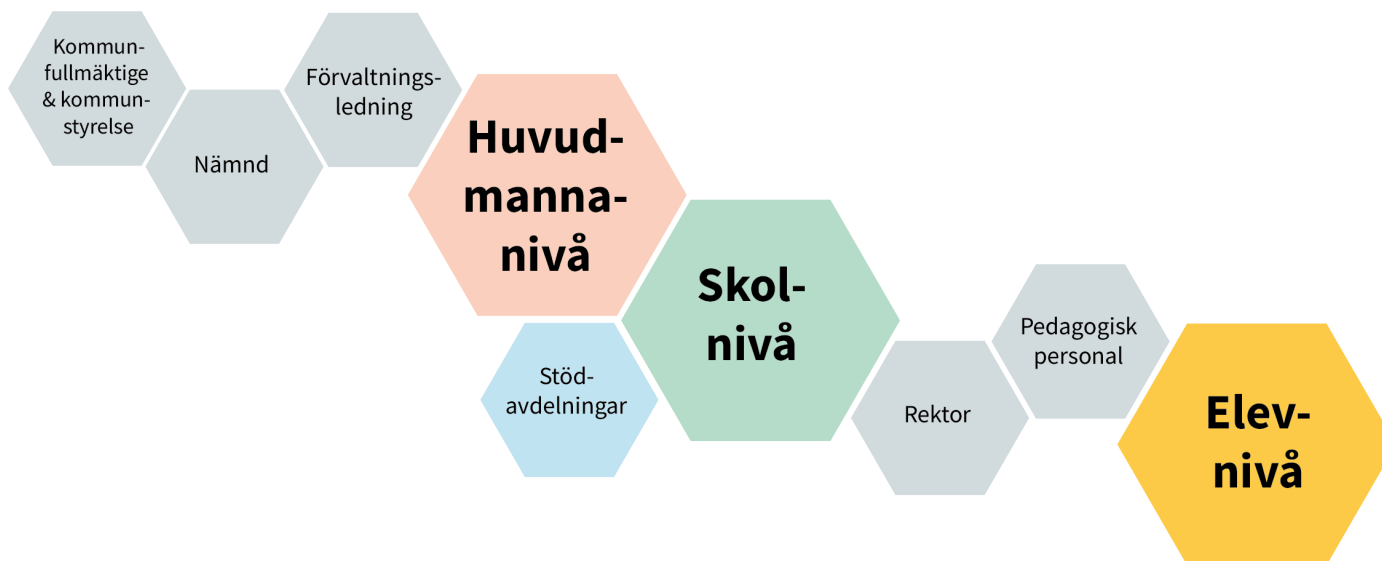 Kommun-
fullmäktige
& kommun-
styrelse
Nämnd
Förvaltnings-
ledning
Huvud-
manna-
nivå
Stöd-
avdelningar
Skol-
nivå
Rektor
Pedagogisk
personal
Elev-
nivå